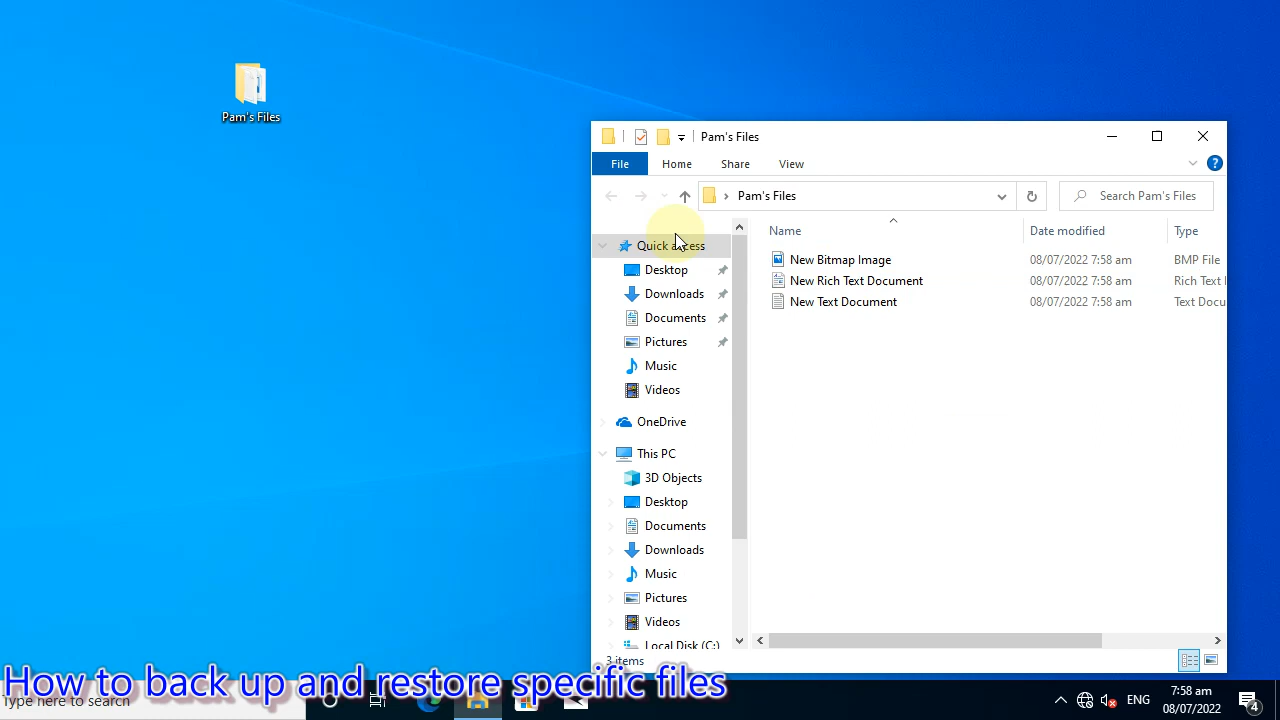 Pam's Files
Pam's Files
File
Home
Share
View
Pam's Files
Search Pam's Files
Quick access
Desktop
Downloads
Documents
Pictures
Music
Videos
OneDrive
This PC
3D Objects
Desktop
Documents
Downloads
Music
Pictures
Videos
Local Disk (C:)
Name Date modified Type
New Bitmap Image 08/07/2022 7:58 am BMP File
New Rich Text Document 08/07/2022 7:58 am Rich Text
New Text Document 08/07/2022 7:58 am Text Docu
3 items
How to back up and restore specific files
Type here to search
ENG
7:58 am
08/07/2022
4